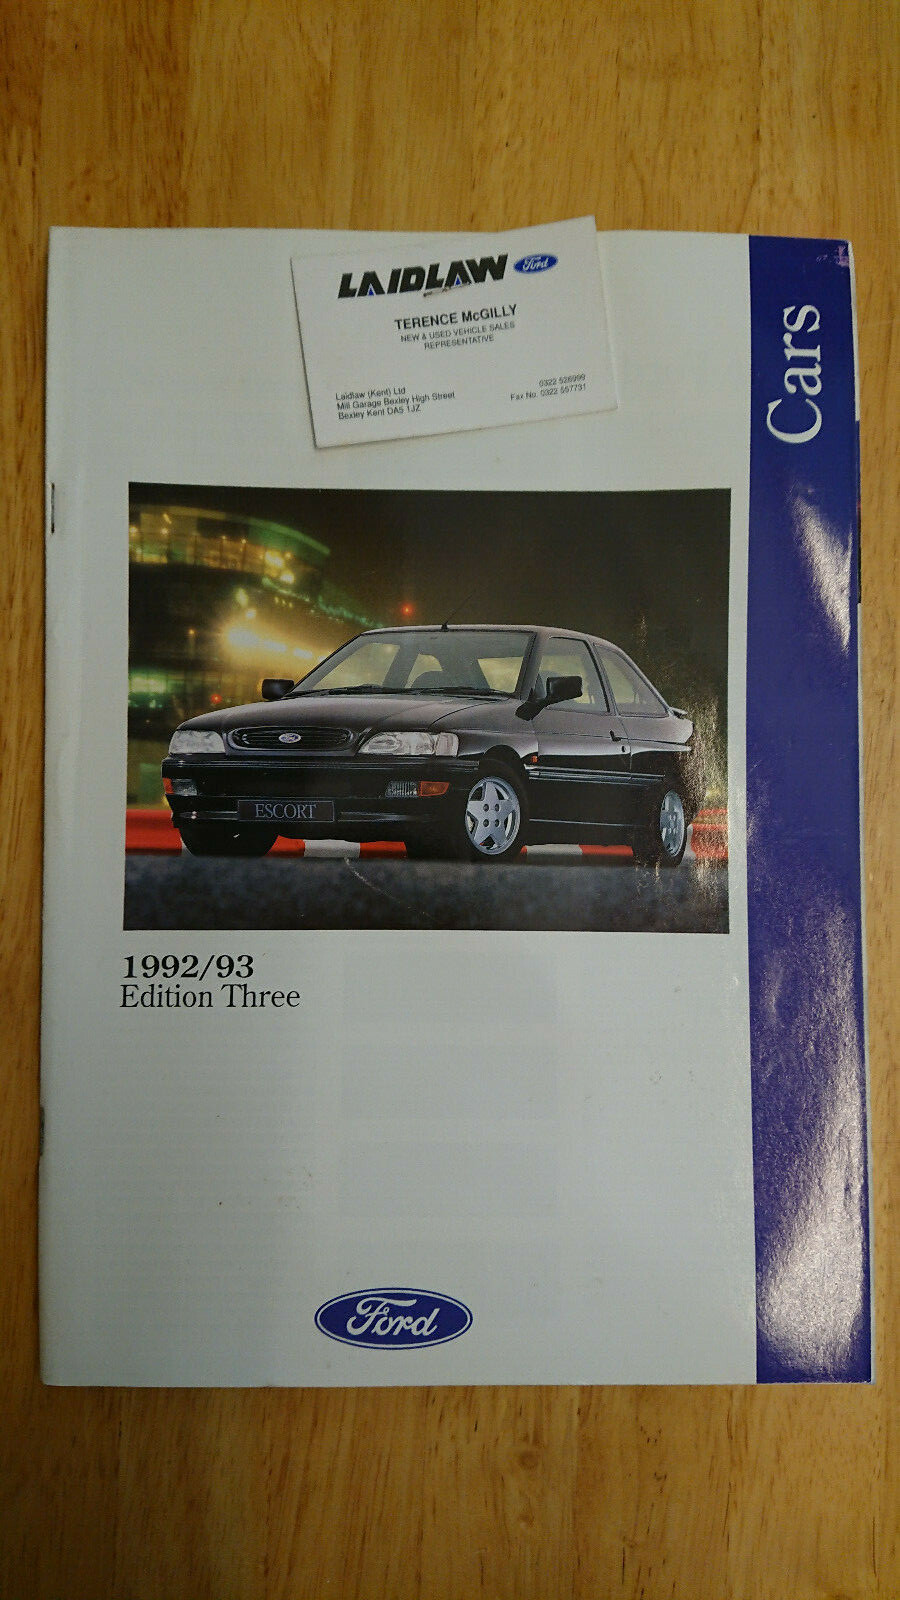 LAIDLAW Ford
TERENCE McGILLY
NEW & USED VEHICLE SALES
REPRESENTATIVE
Laidlaw (Kent) Ltd
Mill Garage Bexley High Street
Bexley Kent DA5 1JZ
0322 526999
Fax No. 0322 557731
Cars
Ford
ESCORT
1992/93
Edition Three
Ford